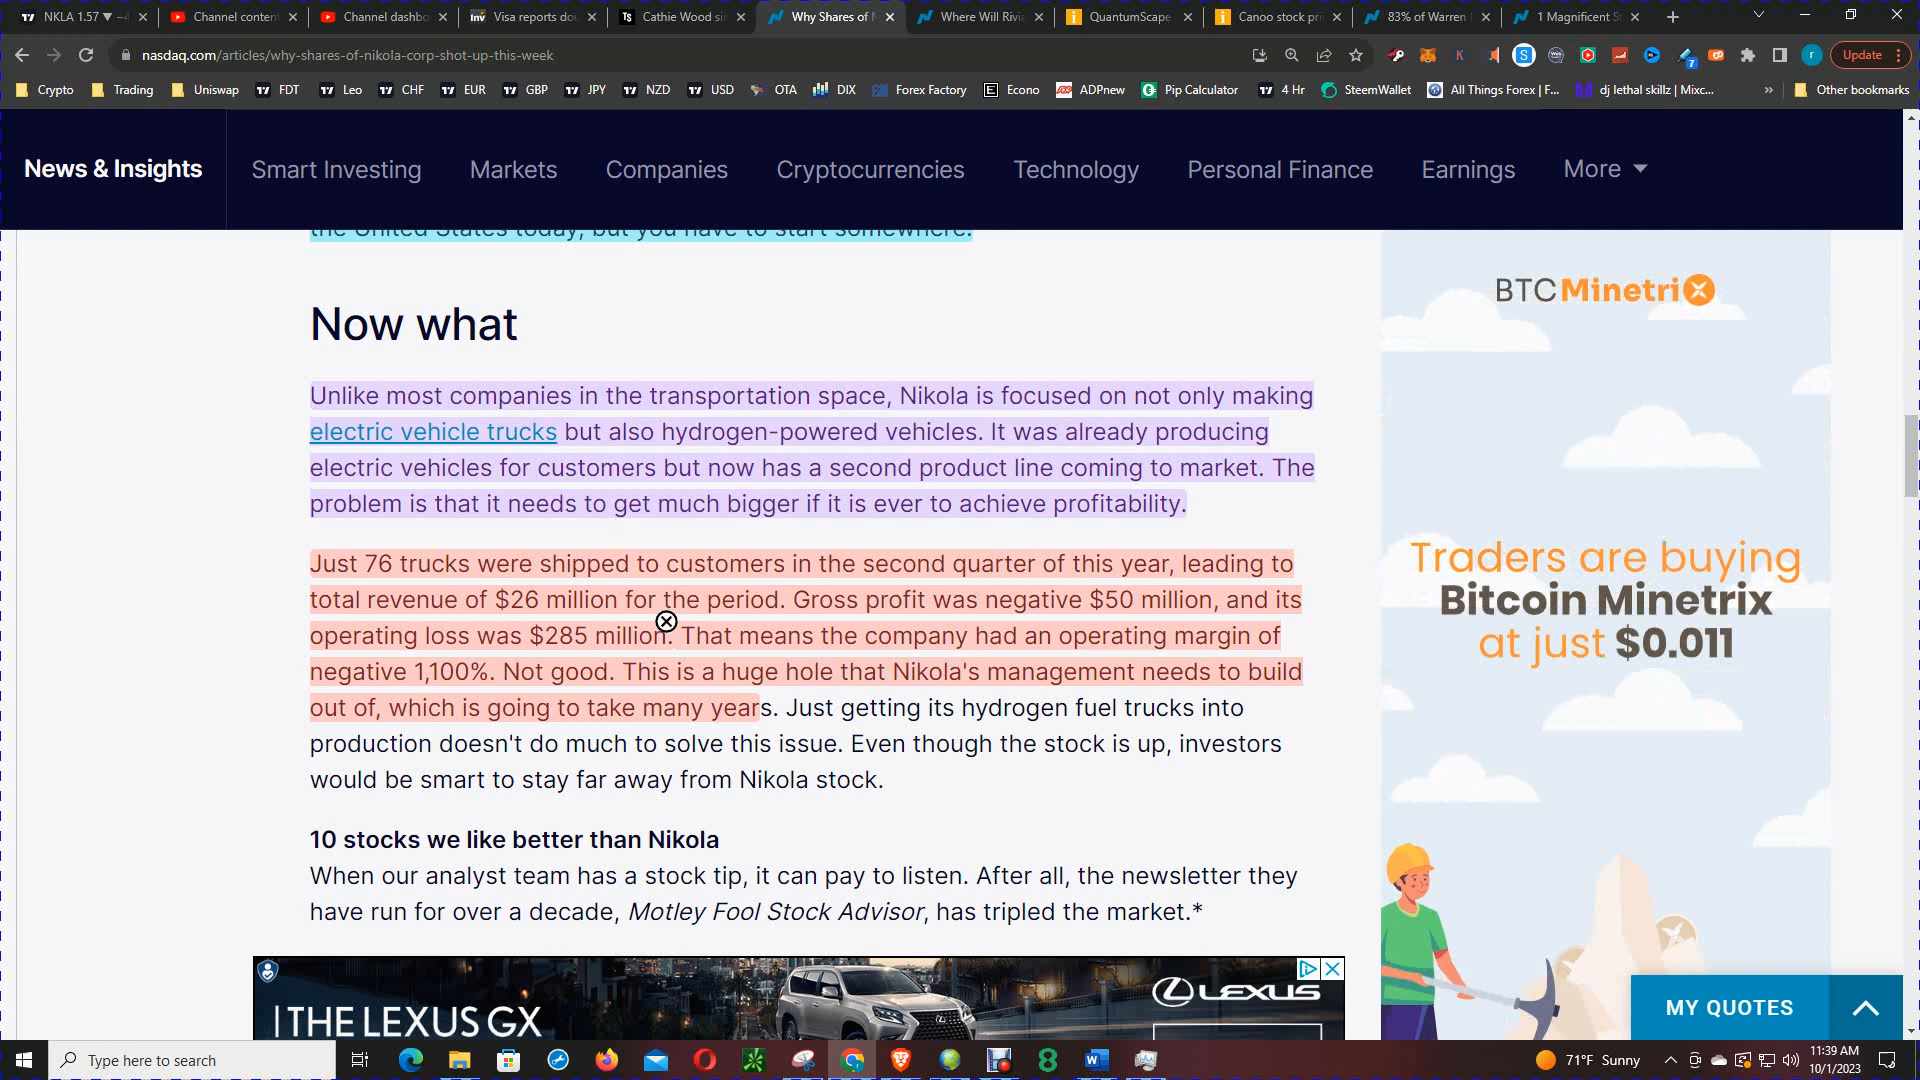 NKLA 1.57 ▼ −4
Channel content
Channel dashbo
Visa reports dou
Cathie Wood sin
Why Shares of N
Where Will Rivia
QuantumScape
Canoo stock pri
83% of Warren
1 Magnificent S
nasdaq.com/articles/why-shares-of-nikola-corp-shot-up-this-week
Update
Crypto
Trading
Uniswap
FDT
Leo
CHF
EUR
GBP
JPY
NZD
USD
OTA
DIX
Forex Factory
Econo
ADPnew
Pip Calculator
4 Hr
SteemWallet
All Things Forex | F...
dj lethal skillz | Mixc...
»
Other bookmarks
News & Insights
Smart Investing
Markets
Companies
Cryptocurrencies
Technology
Personal Finance
Earnings
More
the United States today, but you have to start somewhere.
Now what
Unlike most companies in the transportation space, Nikola is focused on not only making
electric vehicle trucks but also hydrogen-powered vehicles. It was already producing
electric vehicles for customers but now has a second product line coming to market. The
problem is that it needs to get much bigger if it is ever to achieve profitability.
Just 76 trucks were shipped to customers in the second quarter of this year, leading to
total revenue of $26 million for the period. Gross profit was negative $50 million, and its
operating loss was $285 million. That means the company had an operating margin of
negative 1,100%. Not good. This is a huge hole that Nikola's management needs to build
out of, which is going to take many years. Just getting its hydrogen fuel trucks into
production doesn't do much to solve this issue. Even though the stock is up, investors
would be smart to stay far away from Nikola stock.
10 stocks we like better than Nikola
When our analyst team has a stock tip, it can pay to listen. After all, the newsletter they
have run for over a decade, Motley Fool Stock Advisor, has tripled the market.*
THE LEXUS GX
LEXUS
BTCMinetrix
Traders are buying
Bitcoin Minetrix
at just $0.011
MY QUOTES
Type here to search
71°F Sunny
11:39 AM
10/1/2023